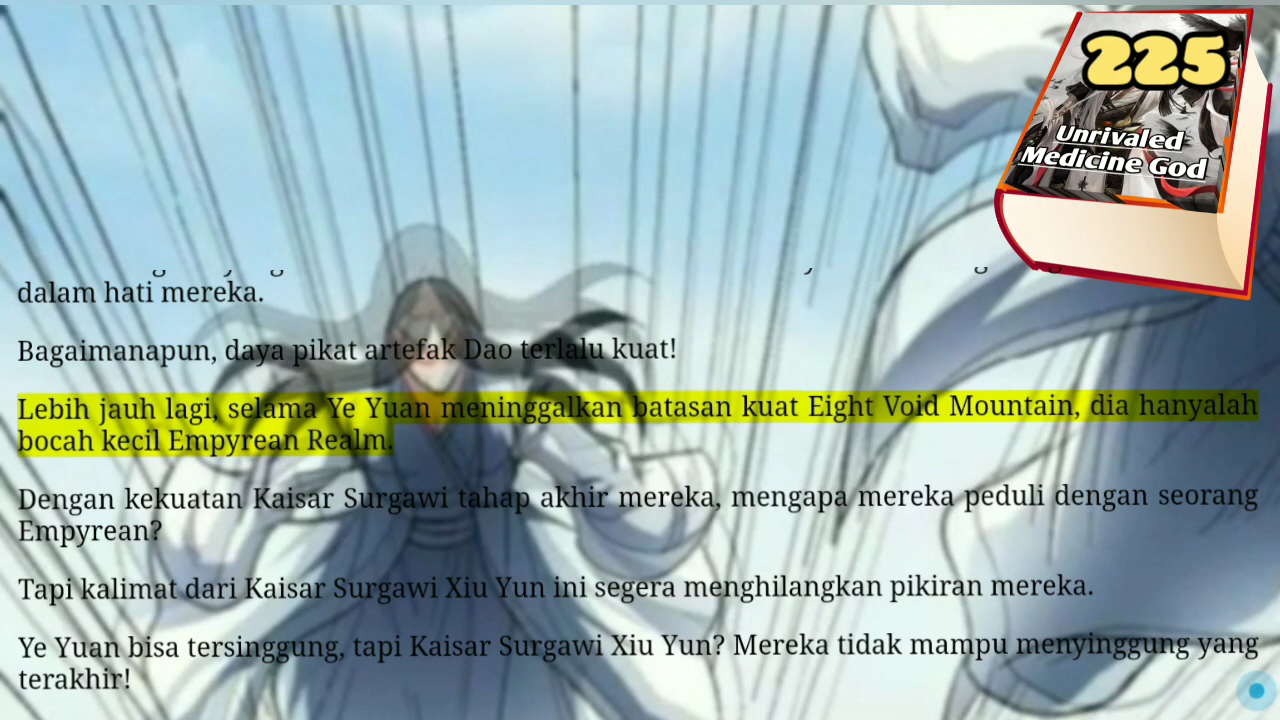 225
Unrivaled
Medicine God
dalam hati mereka.
Bagaimanapun, daya pikat artefak Dao terlalu kuat!
Lebih jauh lagi, selama Ye Yuan meninggalkan batasan kuat Eight Void Mountain, dia hanyalah
bocah kecil Empyrean Realm.
Dengan kekuatan Kaisar Surgawi tahap akhir mereka, mengapa mereka peduli dengan seorang
Empyrean?
Tapi kalimat dari Kaisar Surgawi Xiu Yun ini segera menghilangkan pikiran mereka.
Ye Yuan bisa tersinggung, tapi Kaisar Surgawi Xiu Yun? Mereka tidak mampu menyinggung yang
terakhir!